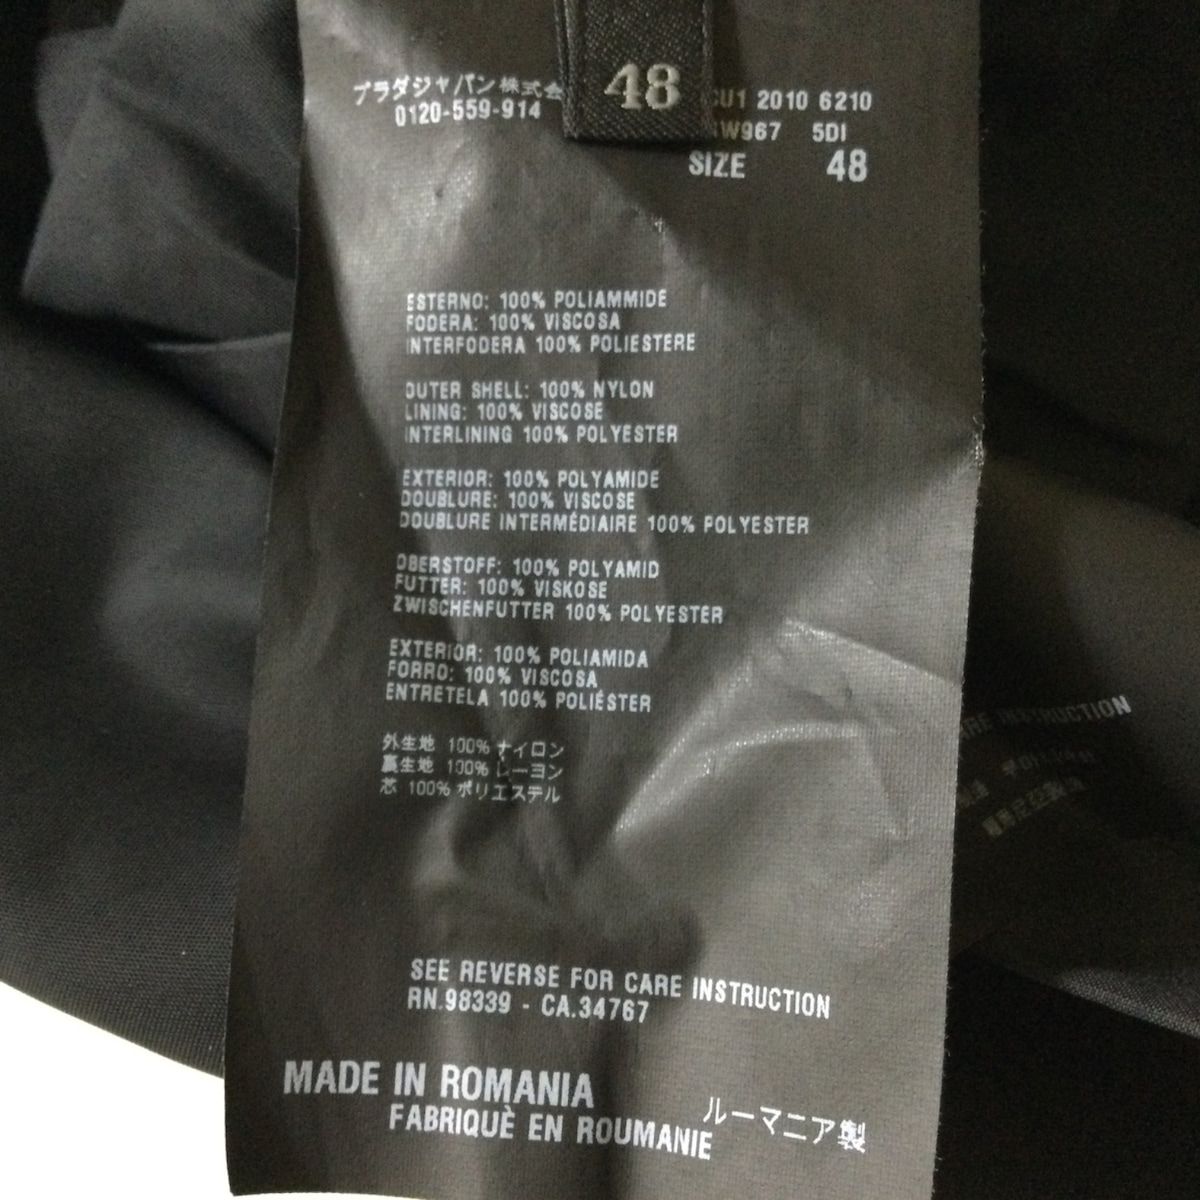 プラダジャパン株式会
0120-559-914
48
CU1 2010 6210
W967 5DI
SIZE 48
ESTERNO: 100% POLIAMMIDE
FODERA: 100% VISCOSA
INTERFODERA 100% POLIESTERE
OUTER SHELL: 100% NYLON
LINING: 100% VISCOSE
INTERLINING 100% POLYESTER
EXTERIOR: 100% POLYAMIDE
DOUBLURE: 100% VISCOSE
DOUBLURE INTERMÉDIAIRE 100% POLYESTER
OBERSTOFF: 100% POLYAMID
FUTTER: 100% VISKOSE
ZWISCHENFUTTER 100% POLYESTER
EXTERIOR: 100% POLIAMIDA
FORRO: 100% VISCOSA
ENTRETELA 100% POLIÉSTER
外生地 100% ナイロン
裏生地 100% レーヨン
芯 100% ポリエステル
SEE REVERSE FOR CARE INSTRUCTION
RN.98339 - CA.34767
MADE IN ROMANIA
FABRIQUÈ EN ROUMANIE
ルーマニア製
INSTRUCTION